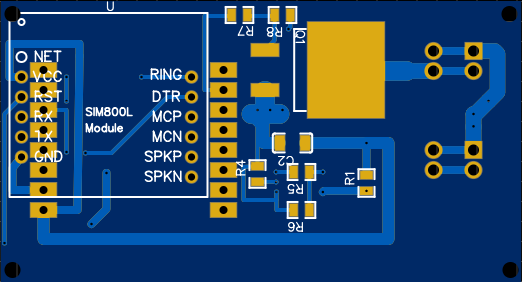 U
R7
R8
Q1
NET
VCC
RST
RX
TX
GND
SIM800L
Module
RING
DTR
MCP
MCN
SPKP
SPKN
C2
R4
R5
R1
R6